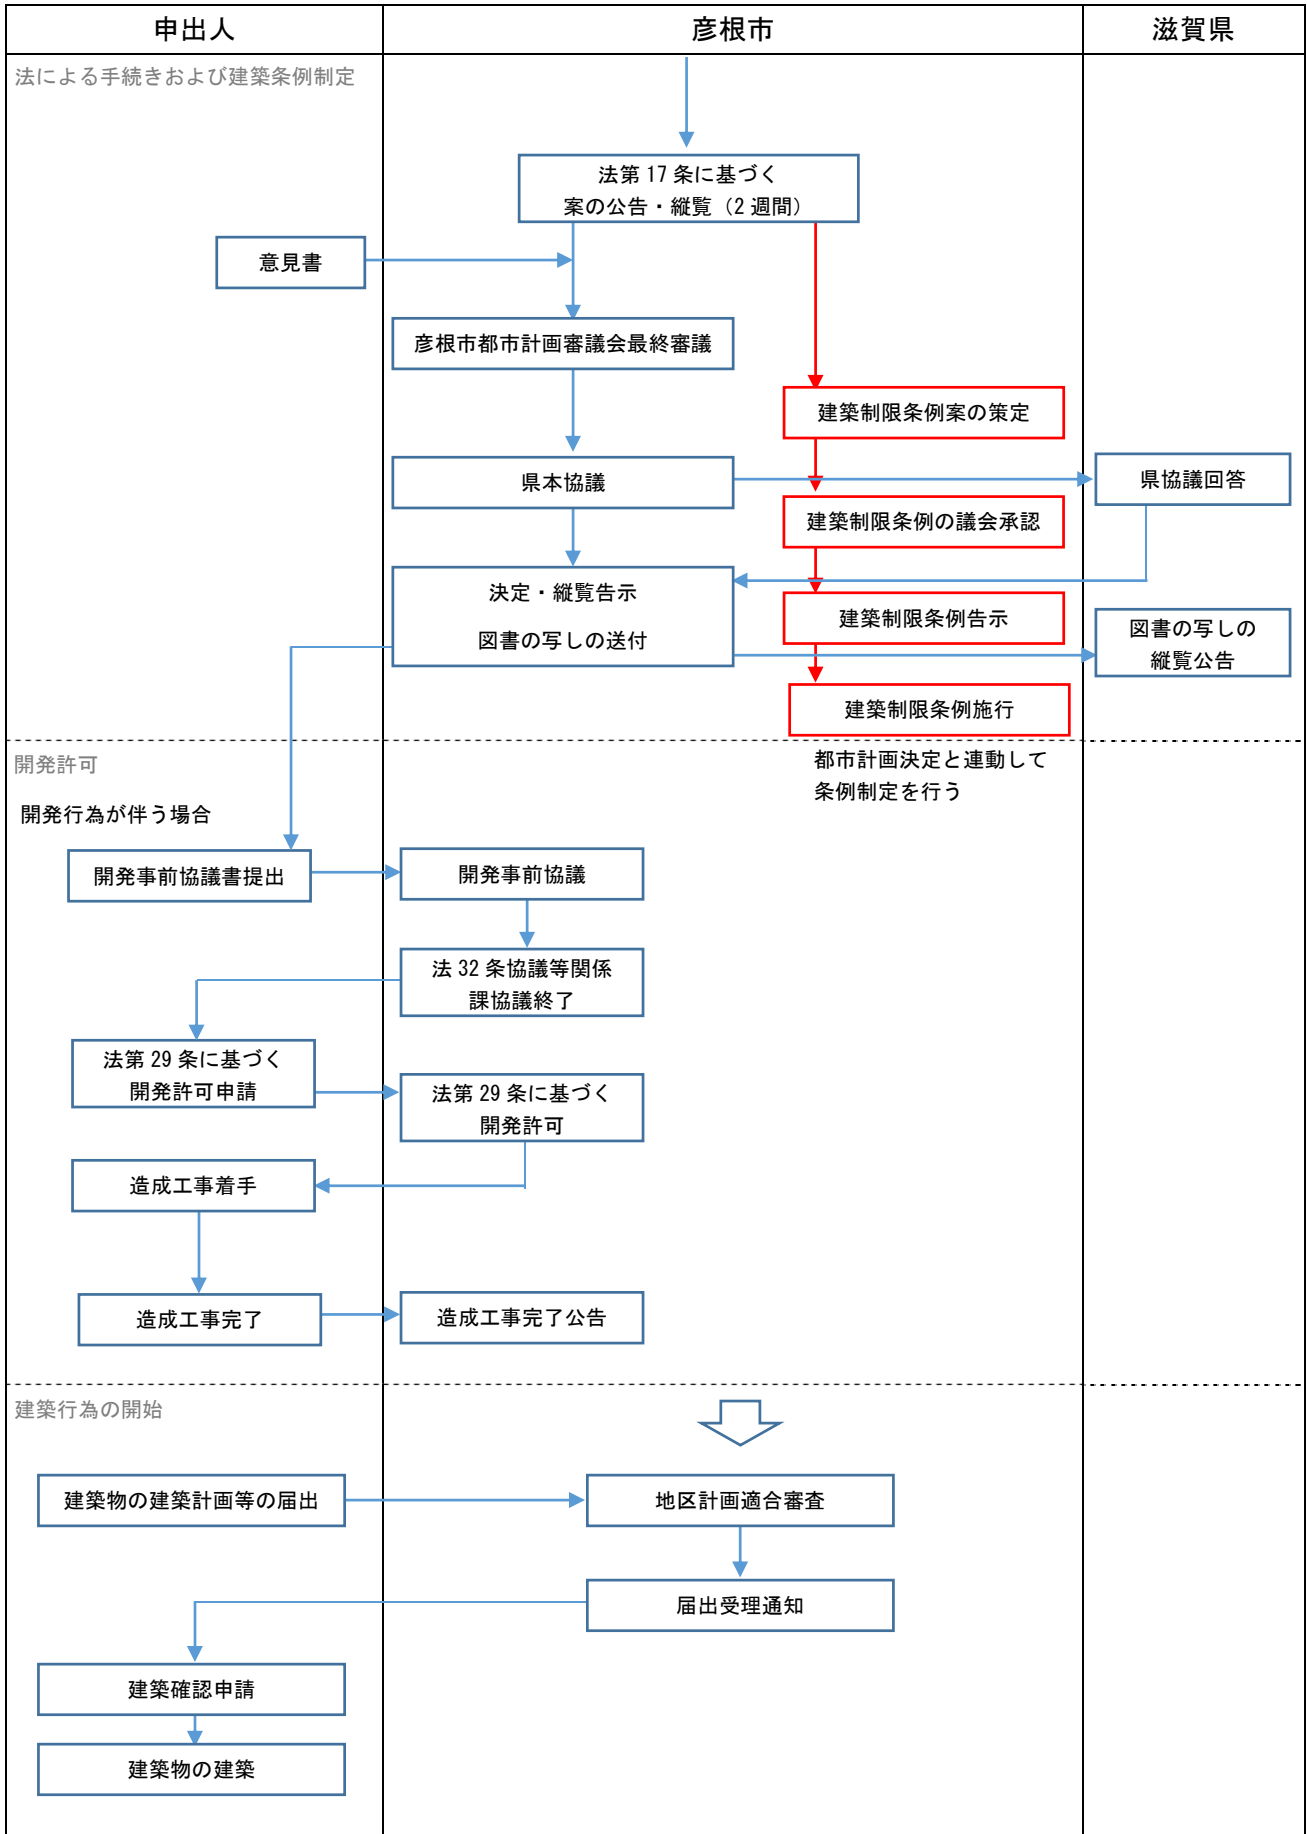 申出人
彦根市
滋賀県
法による手続きおよび建築条例制定
法第 17 条に基づく
案の公告・縦覧（2 週間）
意見書
彦根市都市計画審議会最終審議
建築制限条例案の策定
県本協議
県協議回答
建築制限条例の議会承認
決定・縦覧告示
図書の写しの送付
建築制限条例告示
図書の写しの
縦覧公告
建築制限条例施行
都市計画決定と連動して
条例制定を行う
開発許可
開発行為が伴う場合
開発事前協議書提出
開発事前協議
法 32 条協議等関係
課協議終了
法第 29 条に基づく
開発許可申請
法第 29 条に基づく
開発許可
造成工事着手
造成工事完了
造成工事完了公告
建築行為の開始
建築物の建築計画等の届出
地区計画適合審査
届出受理通知
建築確認申請
建築物の建築